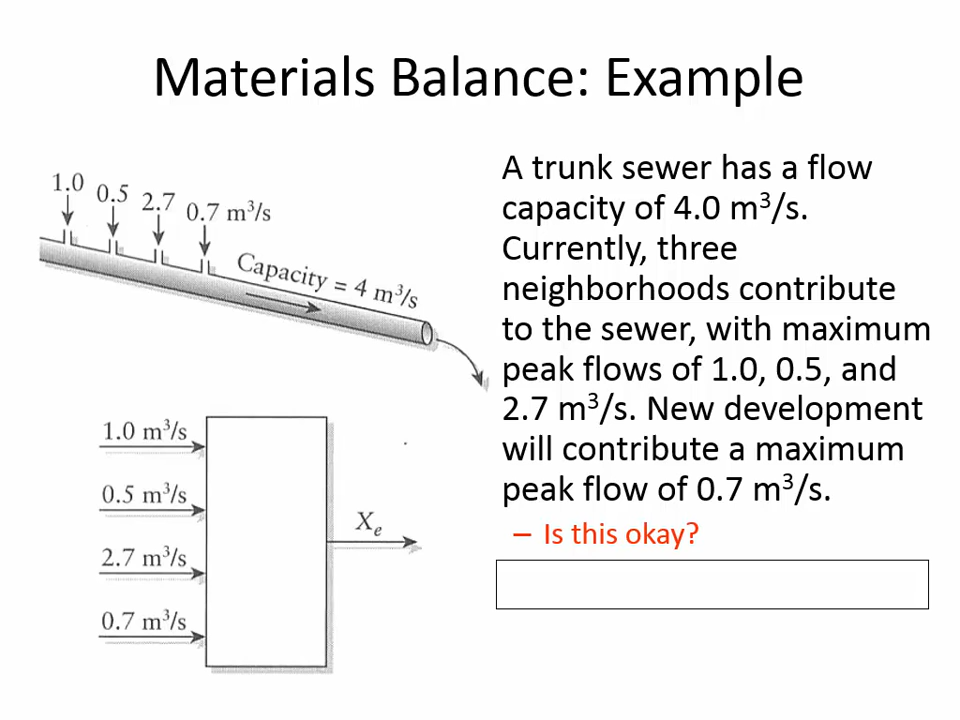 Materials Balance: Example
1.0 0.5 2.7 0.7 m³/s
Capacity = 4 m³/s
1.0 m³/s
0.5 m³/s
2.7 m³/s
0.7 m³/s
Xₑ
A trunk sewer has a flow
capacity of 4.0 m³/s.
Currently, three
neighborhoods contribute
to the sewer, with maximum
peak flows of 1.0, 0.5, and
2.7 m³/s. New development
will contribute a maximum
peak flow of 0.7 m³/s.
– Is this okay?